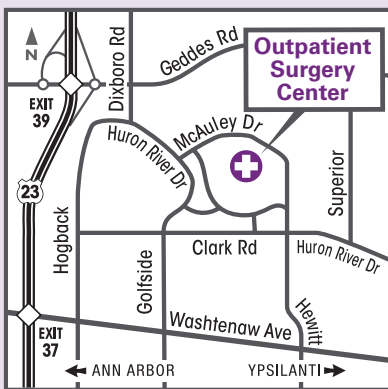 N
Dixboro Rd
Geddes Rd
Outpatient
Surgery
Center
EXIT
39
Huron River Dr
McAuley Dr
23
Hogback
Superior
Clark Rd
Huron River Dr
Golfside
Hewitt
Washtenaw Ave
EXIT
37
ANN ARBOR
YPSILANTI